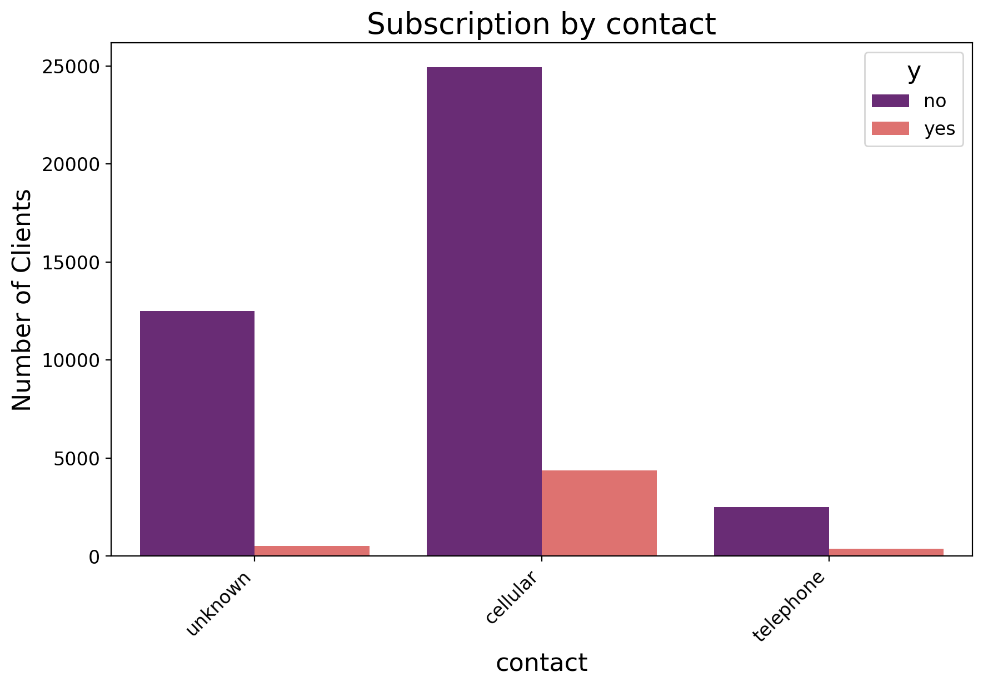 Subscription by contact
y
no
yes
Number of Clients
25000
20000
15000
10000
5000
0
unknown
cellular
telephone
contact